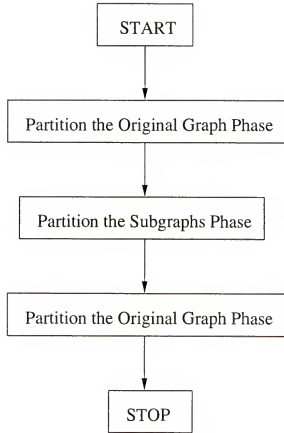 START
Partition the Original Graph Phase
Partition the Subgraphs Phase
Partition the Original Graph Phase
STOP